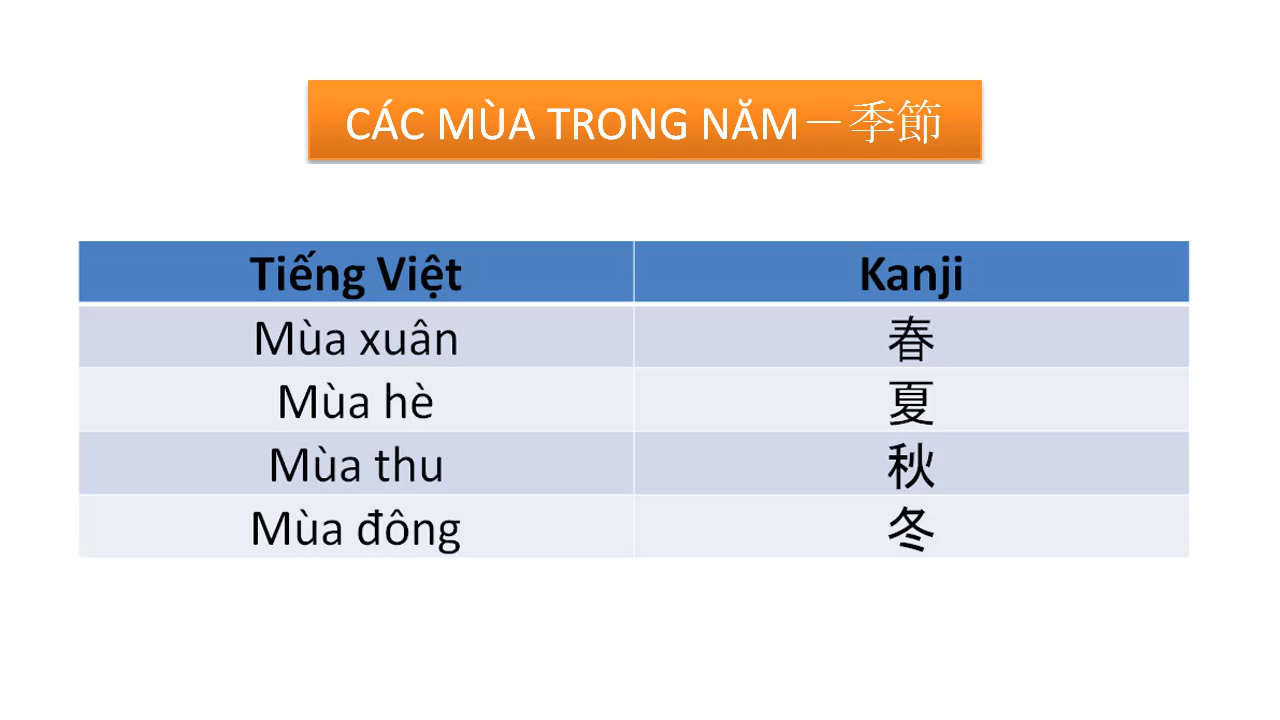 CÁC MÙA TRONG NĂM－季節
Tiếng Việt Kanji
Mùa xuân 春
Mùa hè 夏
Mùa thu 秋
Mùa đông 冬